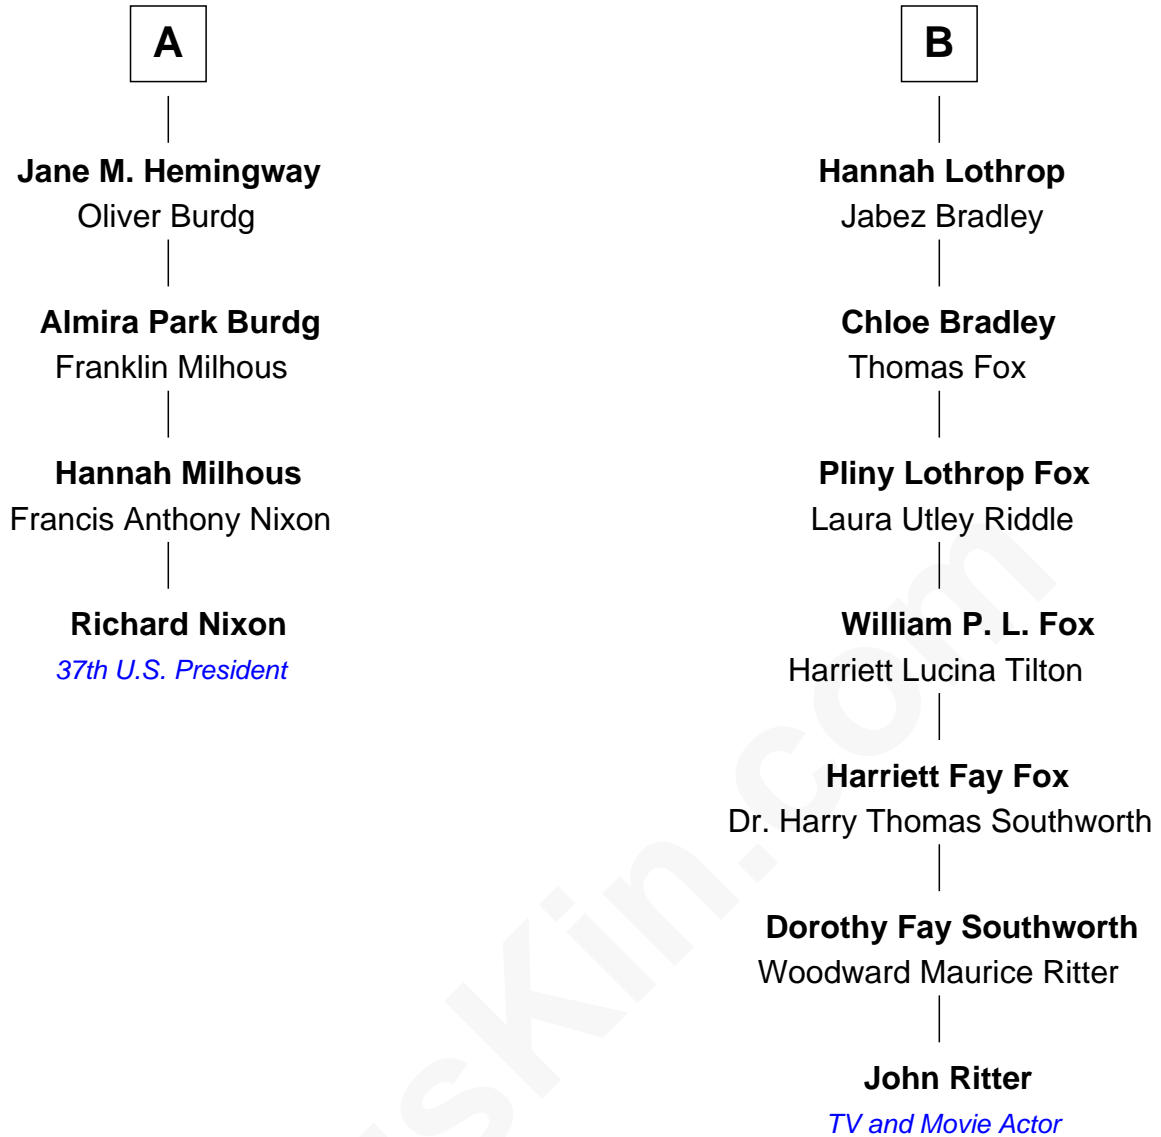 A
Jane M. Hemingway
Oliver Burdg
Almira Park Burdg
Franklin Milhous
Hannah Milhous
Francis Anthony Nixon
Richard Nixon
37th U.S. President
B
Hannah Lothrop
Jabez Bradley
Chloe Bradley
Thomas Fox
Pliny Lothrop Fox
Laura Utley Riddle
William P. L. Fox
Harriett Lucina Tilton
Harriett Fay Fox
Dr. Harry Thomas Southworth
Dorothy Fay Southworth
Woodward Maurice Ritter
John Ritter
TV and Movie Actor
sKin.com